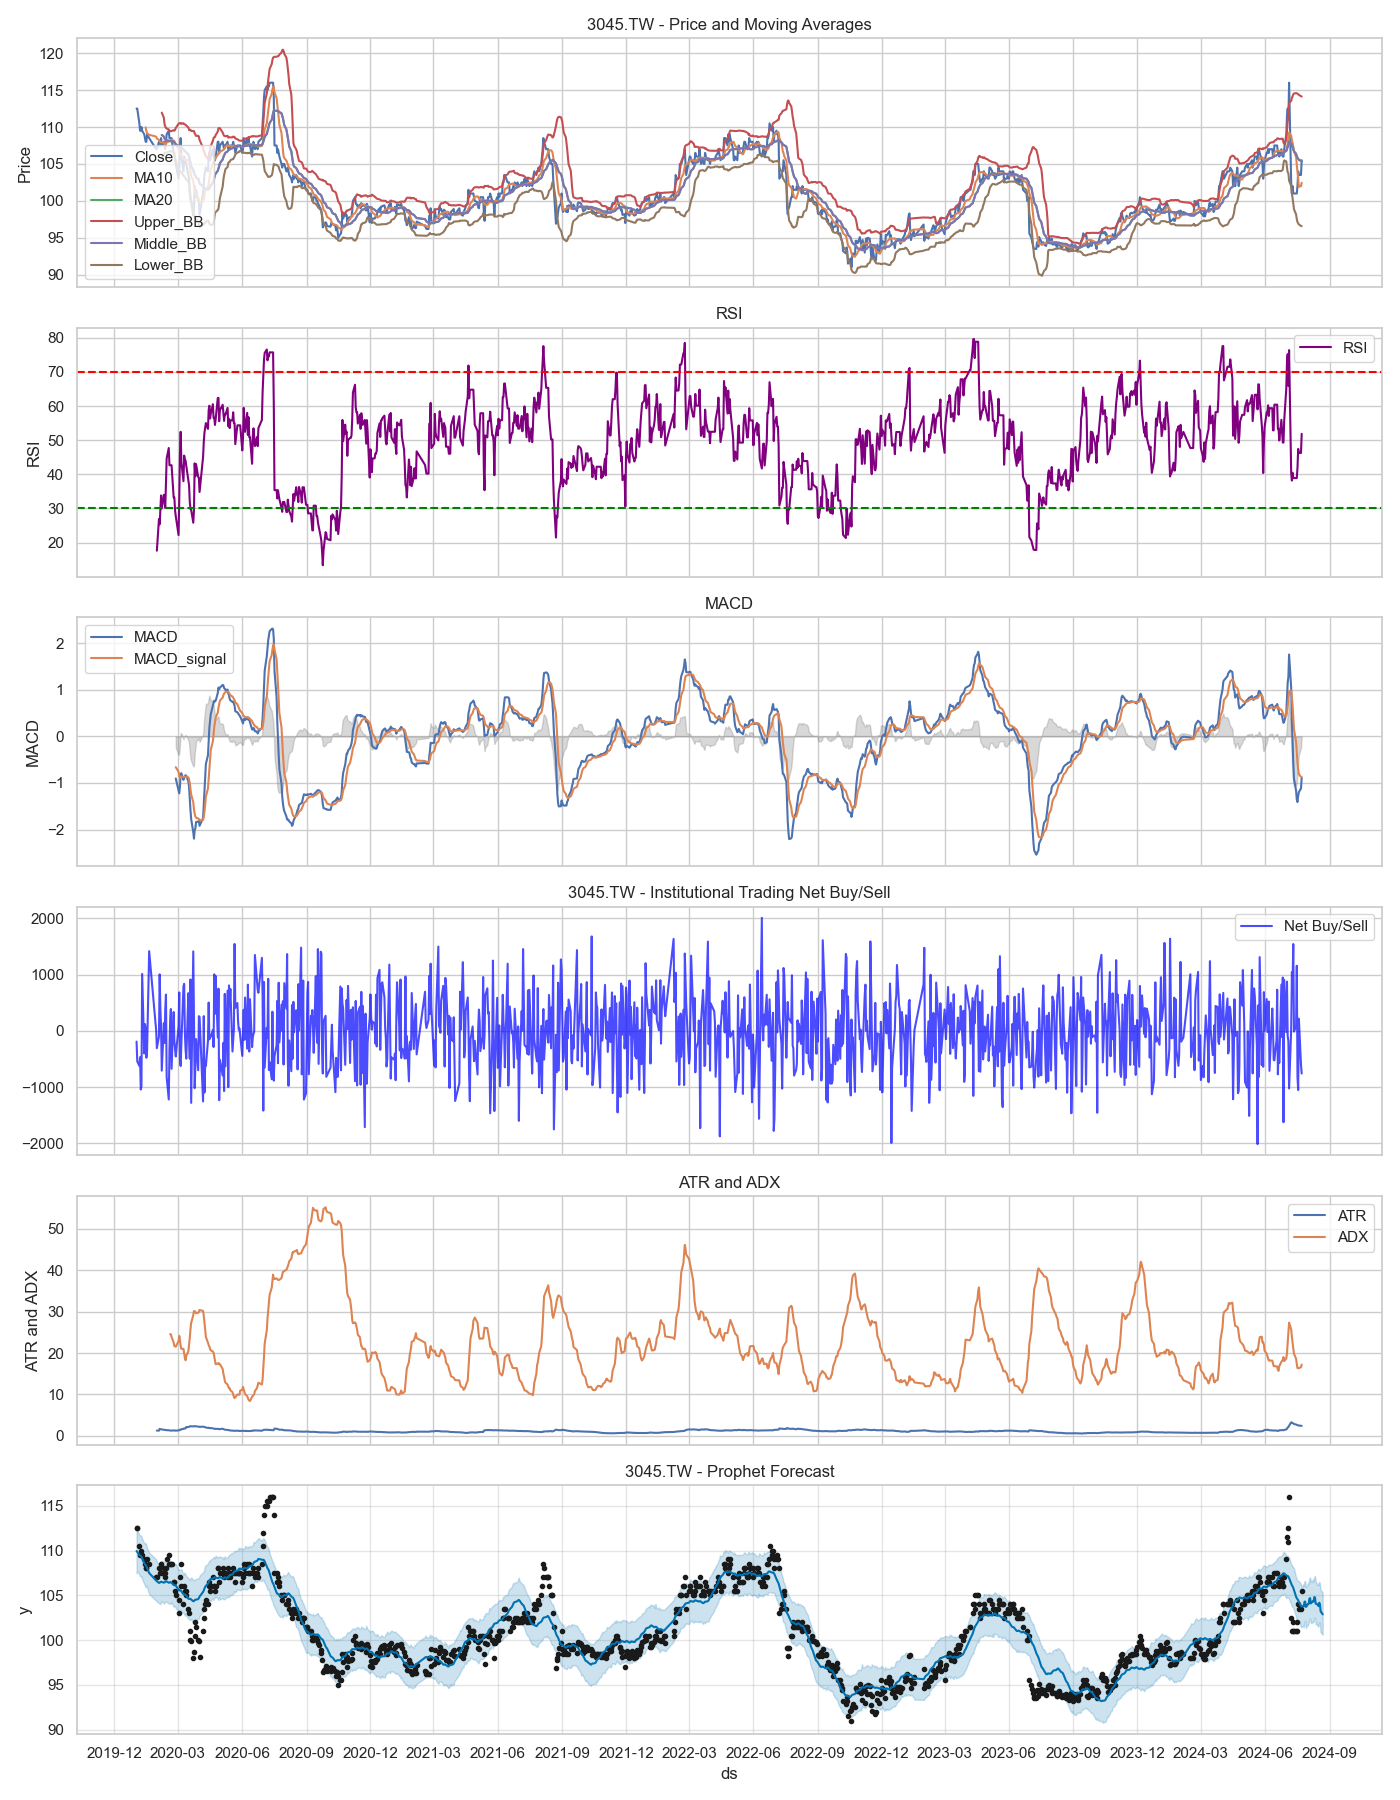 3045.TW - Price and Moving Averages
120
115
110
105
100
95
90
Price
Close
MA10
MA20
Upper_BB
Middle_BB
Lower_BB
RSI
80
70
60
50
40
30
20
RSI
RSI
MACD
2
1
0
−1
−2
MACD
MACD
MACD_signal
3045.TW - Institutional Trading Net Buy/Sell
2000
1000
0
−1000
−2000
Net Buy/Sell
ATR and ADX
50
40
30
20
10
0
ATR and ADX
ATR
ADX
3045.TW - Prophet Forecast
115
110
105
100
95
90
y
2019-12 2020-03 2020-06 2020-09 2020-12 2021-03 2021-06 2021-09 2021-12 2022-03 2022-06 2022-09 2022-12 2023-03 2023-06 2023-09 2023-12 2024-03 2024-06 2024-09
ds